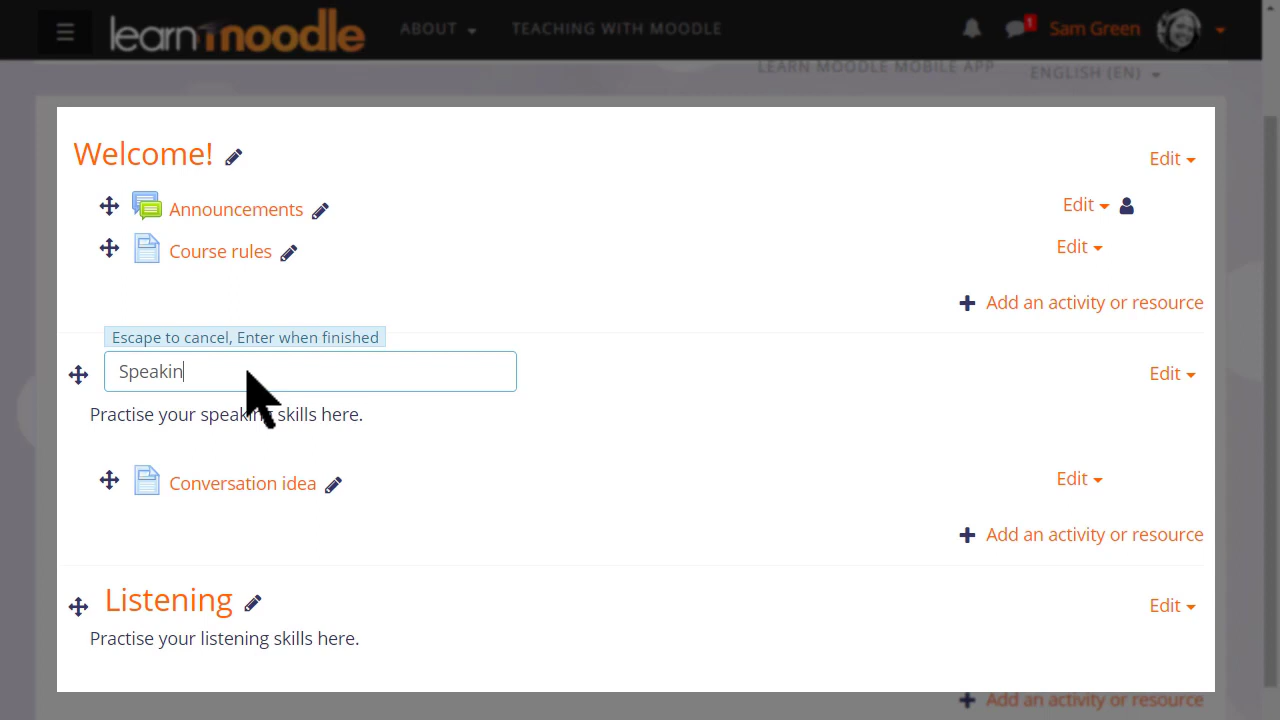 learn moodle ABOUT TEACHING WITH MOODLE 1 Sam Green
LEARN MOODLE MOBILE APP ENGLISH (EN)
Welcome! Edit
Announcements Edit
Course rules Edit
Add an activity or resource
Escape to cancel, Enter when finished
Speakin Edit
Practise your speaking skills here.
Conversation idea Edit
Add an activity or resource
Listening Edit
Practise your listening skills here.
Add an activity or resource